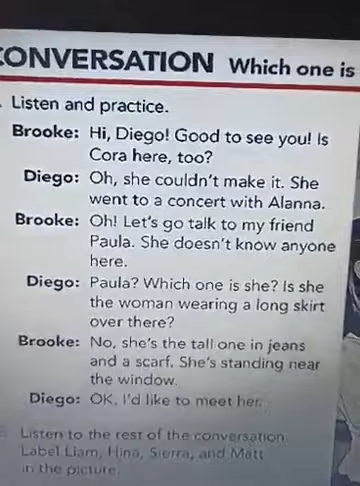 CONVERSATION Which one is
Listen and practice.
Brooke: Hi, Diego! Good to see you! Is
Cora here, too?
Diego: Oh, she couldn't make it. She
went to a concert with Alanna.
Brooke: Oh! Let's go talk to my friend
Paula. She doesn't know anyone
here.
Diego: Paula? Which one is she? Is she
the woman wearing a long skirt
over there?
Brooke: No, she's the tall one in jeans
and a scarf. She's standing near
the window.
Diego: OK. I'd like to meet her.
Listen to the rest of the conversation.
Label Liam, Hina, Sierra, and Matt
in the picture.